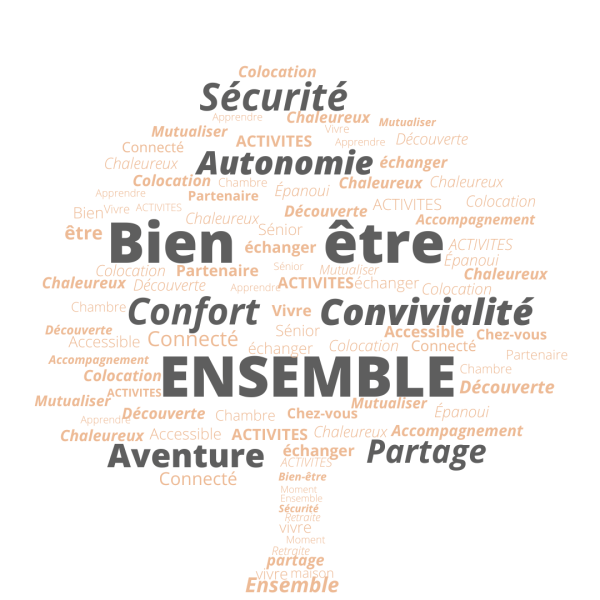 Colocation
Sécurité
Apprendre Chaleureux Mutualiser
Mutualiser Vivre
Connecté ACTIVITES Apprendre Découverte
Chaleureux Autonomie échanger
Colocation Chambre Chaleureux Chaleureux
Apprendre Partenaire Épanoui
Bien Vivre ACTIVITES Découverte ACTIVITES Colocation
Chaleureux Accompagnement
être Bien Sénior être
échanger ACTIVITES
Épanoui
Colocation Partenaire Sénior Mutualiser Chaleureux
Chaleureux Découverte Apprendre ACTIVITES échanger Colocation
Chambre Confort Vivre Convivialité
Découverte Sénior Accessible Chez-vous
Accessible Connecté échanger Colocation Connecté
Accompagnement Partenaire
Colocation ENSEMBLE Chambre
ACTIVITES Découverte
Mutualiser Mutualiser
Apprendre Découverte Chambre Chez-vous Épanoui
Chaleureux Accessible ACTIVITES Chaleureux Accompagnement
Aventure échanger Partage
ACTIVITES
Connecté Bien-être
Moment
Ensemble
Sécurité
Retraite
vivre
Moment
Retraite
partage
vivre maison
Ensemble